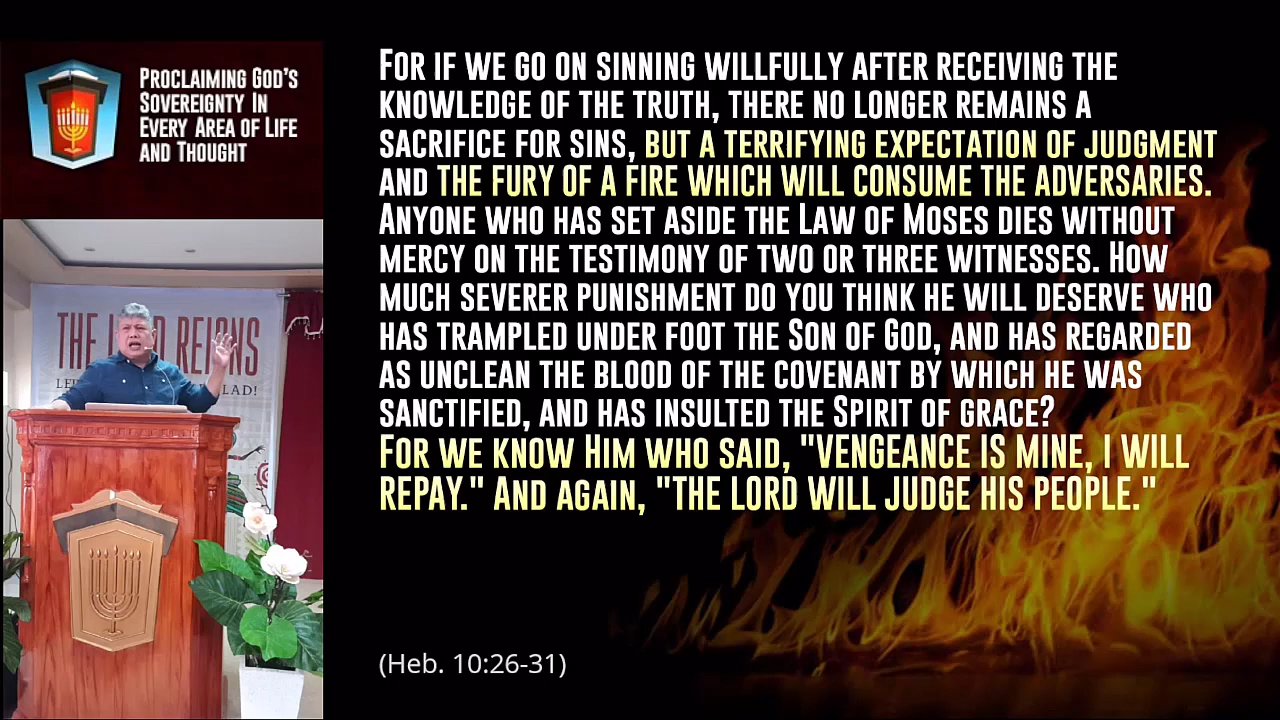 Proclaiming God's
Sovereignty In
Every Area of Life
and Thought
THE L RD REIGNS
LE
LAD!
For if we go on sinning willfully after receiving the
knowledge of the truth, there no longer remains a
sacrifice for sins, but a terrifying expectation of judgment
and the fury of a fire which will consume the adversaries.
Anyone who has set aside the Law of Moses dies without
mercy on the testimony of two or three witnesses. How
much severer punishment do you think he will deserve who
has trampled under foot the Son of God, and has regarded
as unclean the blood of the covenant by which he was
sanctified, and has insulted the Spirit of grace?
For we know Him who said, "VENGEANCE IS MINE, I WILL
REPAY." And again, "THE LORD WILL JUDGE HIS PEOPLE."
(Heb. 10:26-31)